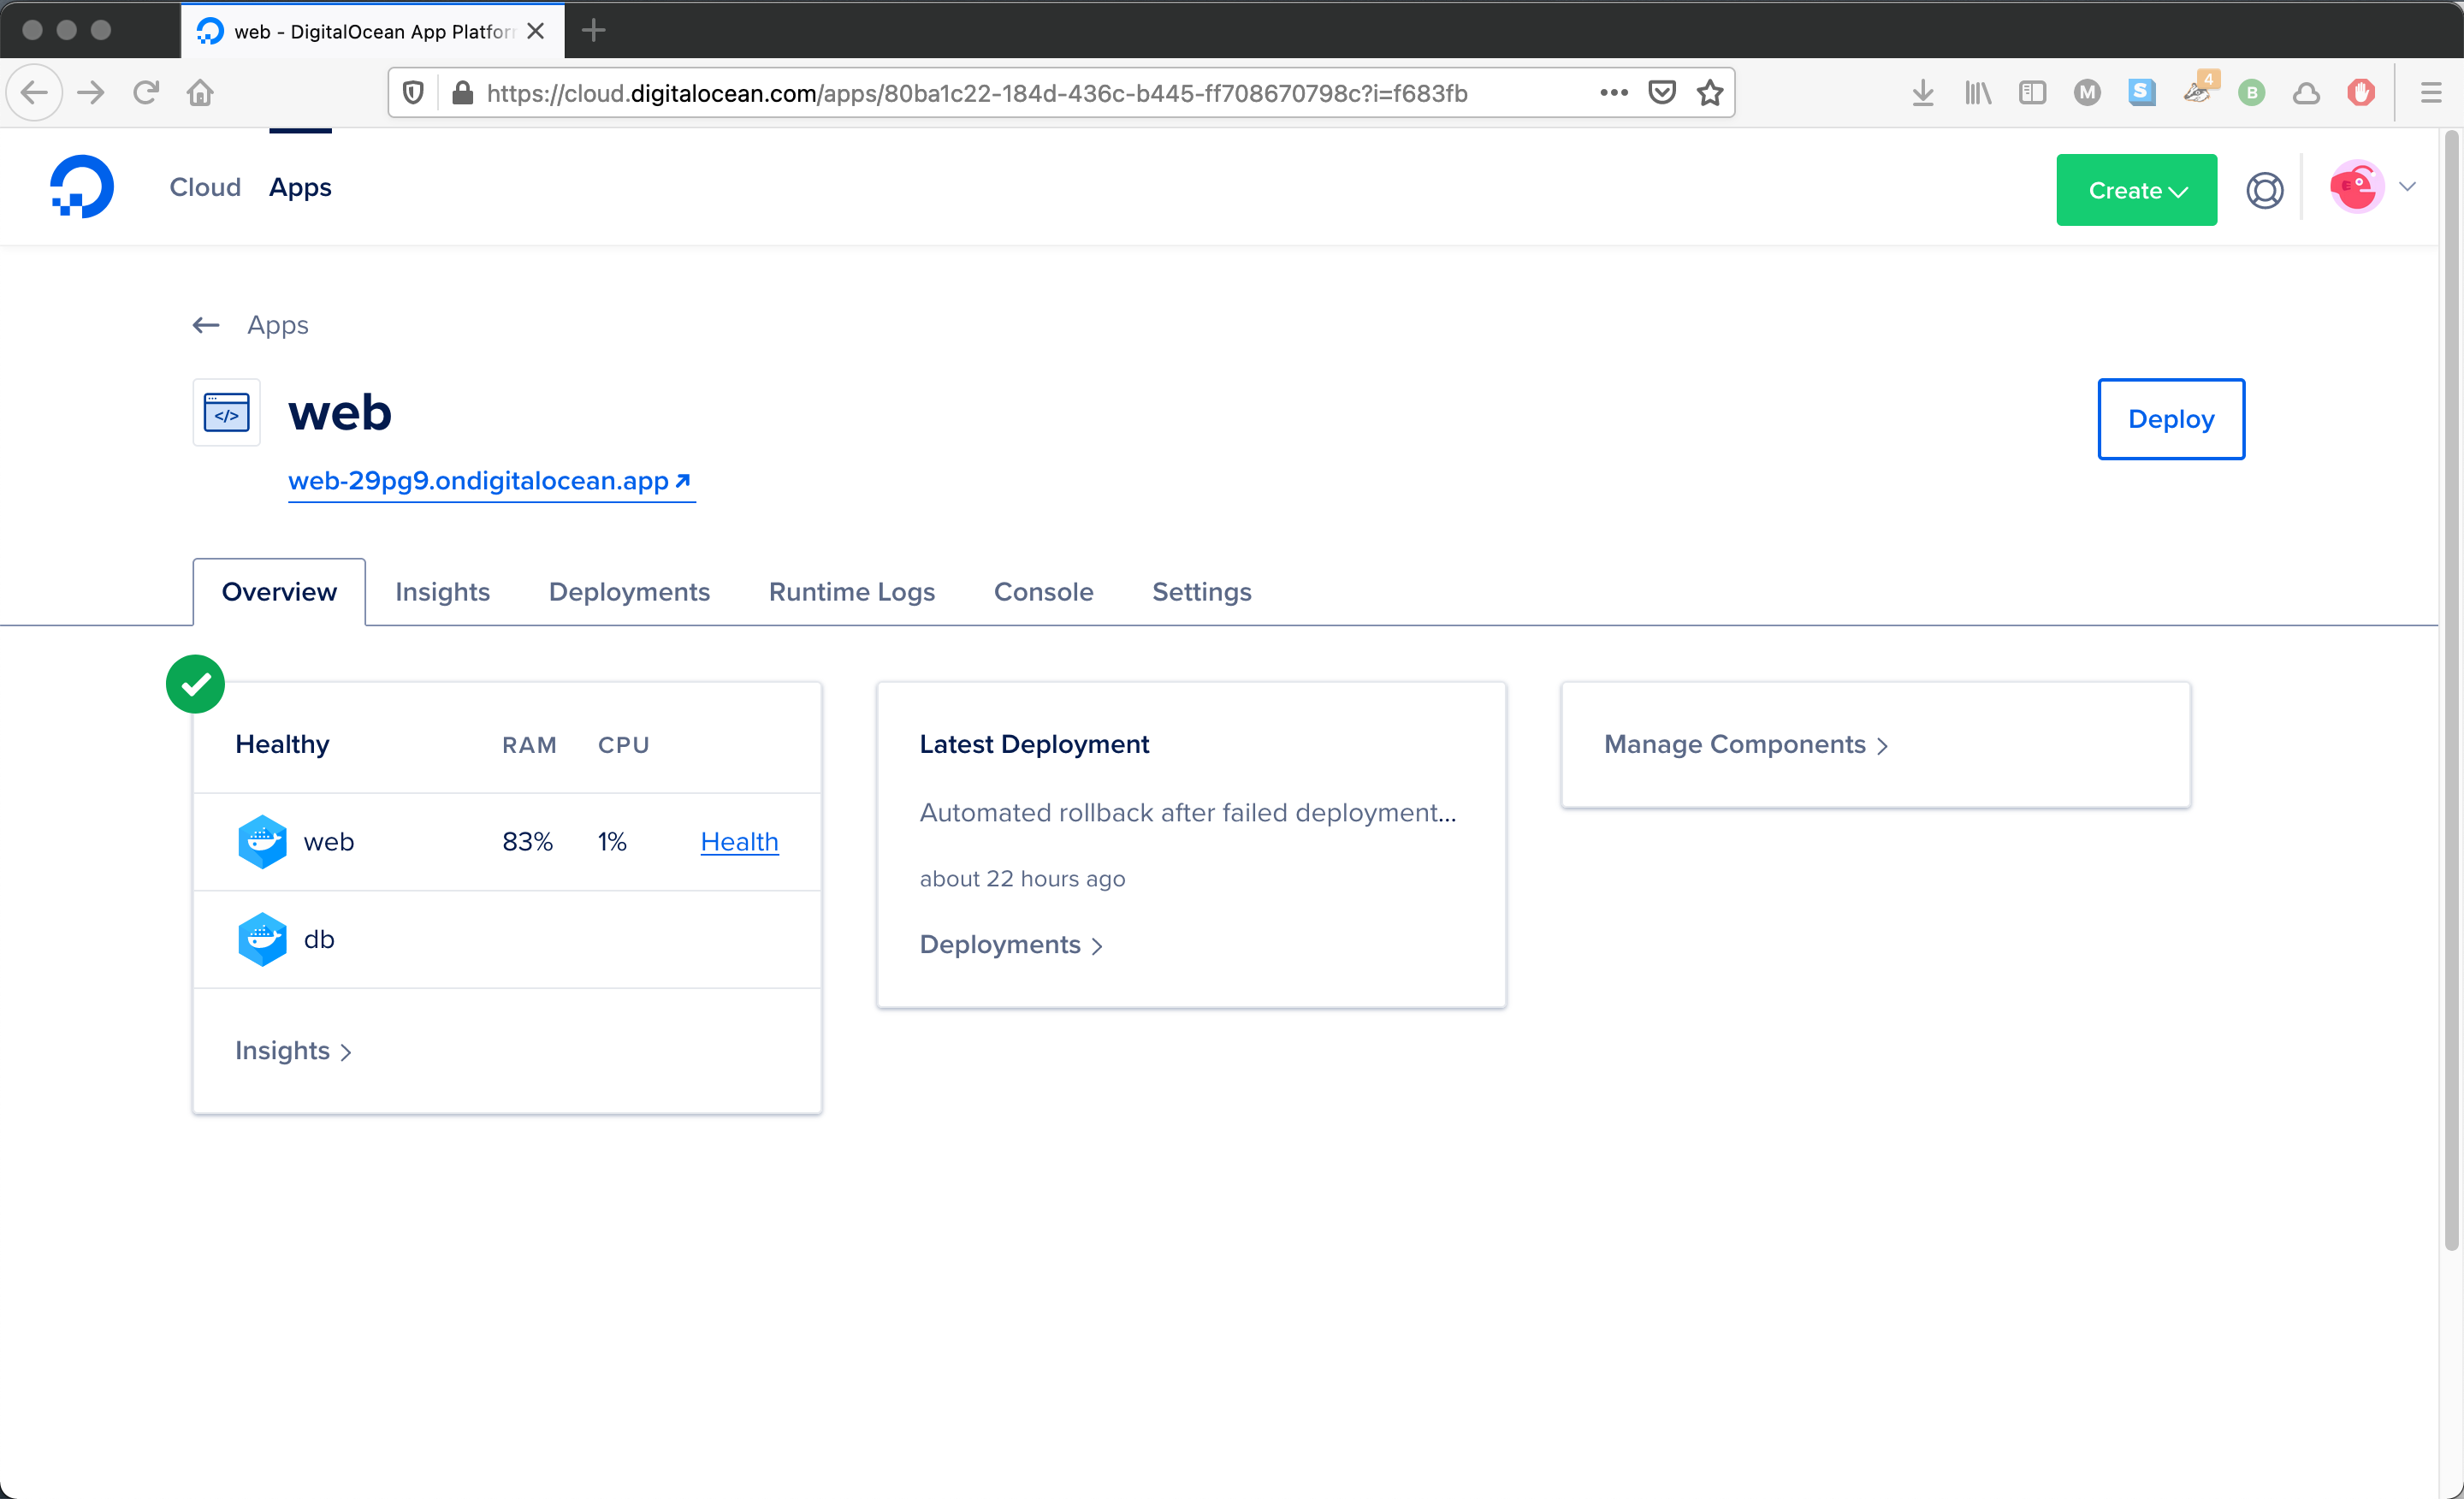 web - DigitalOcean App Platfor
https://cloud.digitalocean.com/apps/80ba1c22-184d-436c-b445-ff708670798c?i=f683fb
M
S
4
B
Cloud
Apps
Create
Apps
</>
web
Deploy
web-29pg9.ondigitalocean.app
Overview
Insights
Deployments
Runtime Logs
Console
Settings
Healthy RAM CPU
web 83% 1% Health
db
Insights
Latest Deployment
Automated rollback after failed deployment...
about 22 hours ago
Deployments
Manage Components